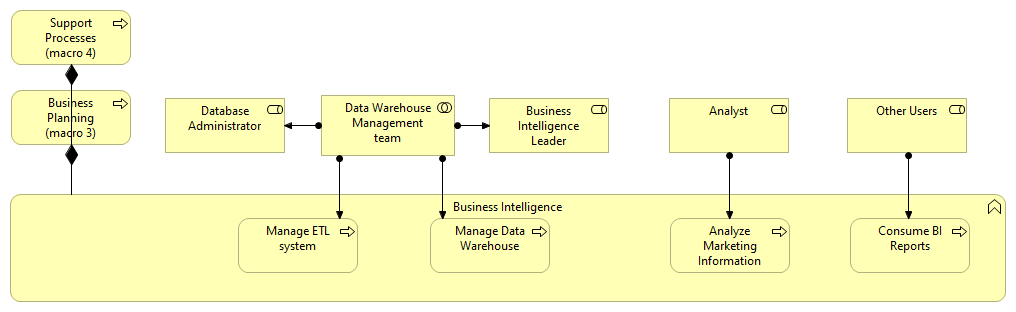 Support
Processes
(macro 4)
Business
Planning
(macro 3)
Database
Administrator
Data Warehouse
Management
team
Business
Intelligence
Leader
Analyst
Other Users
Business Intelligence
Manage ETL
system
Manage Data
Warehouse
Analyze
Marketing
Information
Consume BI
Reports